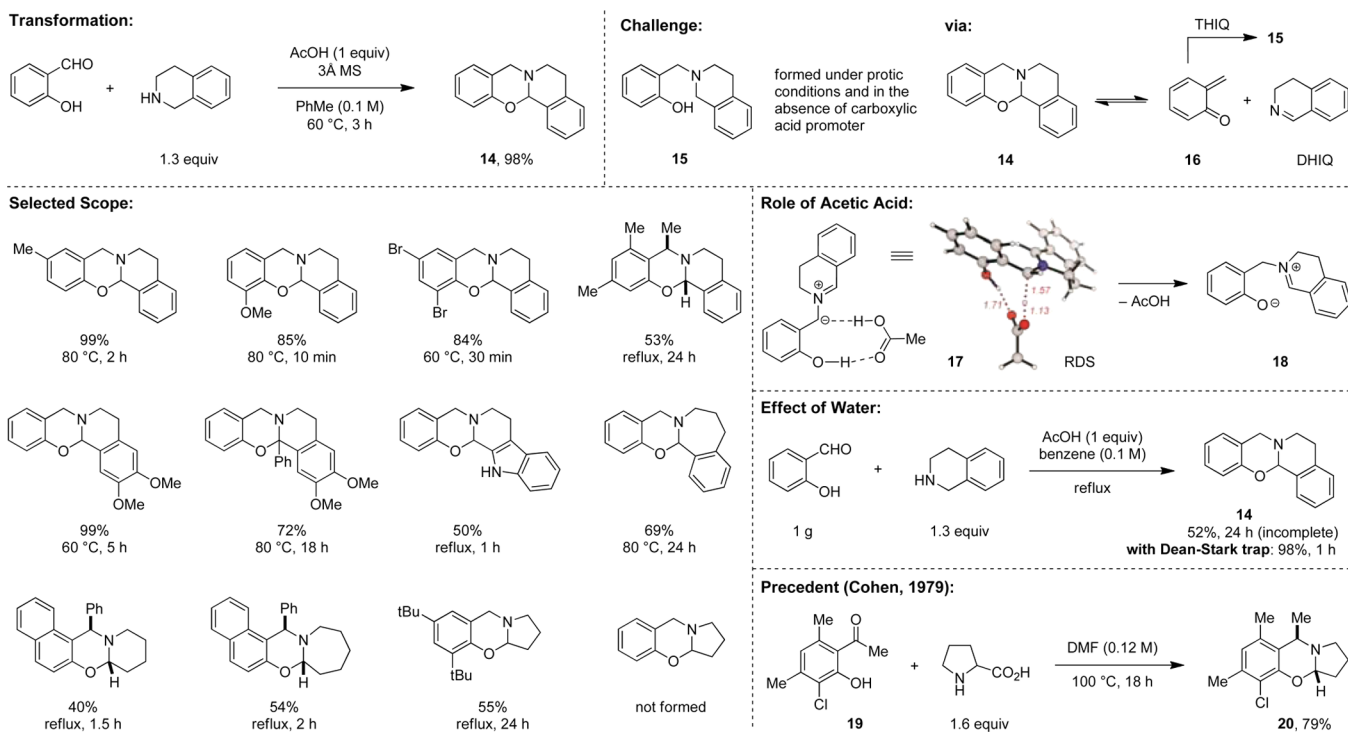 Transformation:
CHO
OH
+
HN
1.3 equiv
AcOH (1 equiv)
3Å MS
PhMe (0.1 M)
60 °C, 3 h
N
O
14, 98%
Challenge:
N
OH
15
formed under protic
conditions and in the
absence of carboxylic
acid promoter
via:
N
O
14
THIQ
15
O
16
+
N
DHIQ
Selected Scope:
Me
N
O
99%
80 °C, 2 h
N
O
OMe
85%
80 °C, 10 min
Br
N
O
Br
84%
60 °C, 30 min
Me
Me
N
O
Me
H
53%
reflux, 24 h
N
O
OMe
OMe
99%
60 °C, 5 h
N
O
Ph
OMe
OMe
72%
80 °C, 18 h
N
O
HN
50%
reflux, 1 h
N
O
69%
80 °C, 24 h
Ph
N
O
H
40%
reflux, 1.5 h
Ph
N
O
H
54%
reflux, 2 h
tBu
N
O
tBu
55%
reflux, 24 h
N
O
not formed
Role of Acetic Acid:
N
+
−
H−O
Me
O−H
O
17
1.57
1.71
1.13
RDS
– AcOH
N
+
O
−
18
Effect of Water:
CHO
OH
1 g
+
HN
1.3 equiv
AcOH (1 equiv)
benzene (0.1 M)
reflux
N
O
14
52%, 24 h (incomplete)
with Dean-Stark trap: 98%, 1 h
Precedent (Cohen, 1979):
Me
O
Me
OH
Me
Cl
19
+
N
H
CO2H
1.6 equiv
DMF (0.12 M)
100 °C, 18 h
Me
Me
N
O
Me
Cl
H
20, 79%